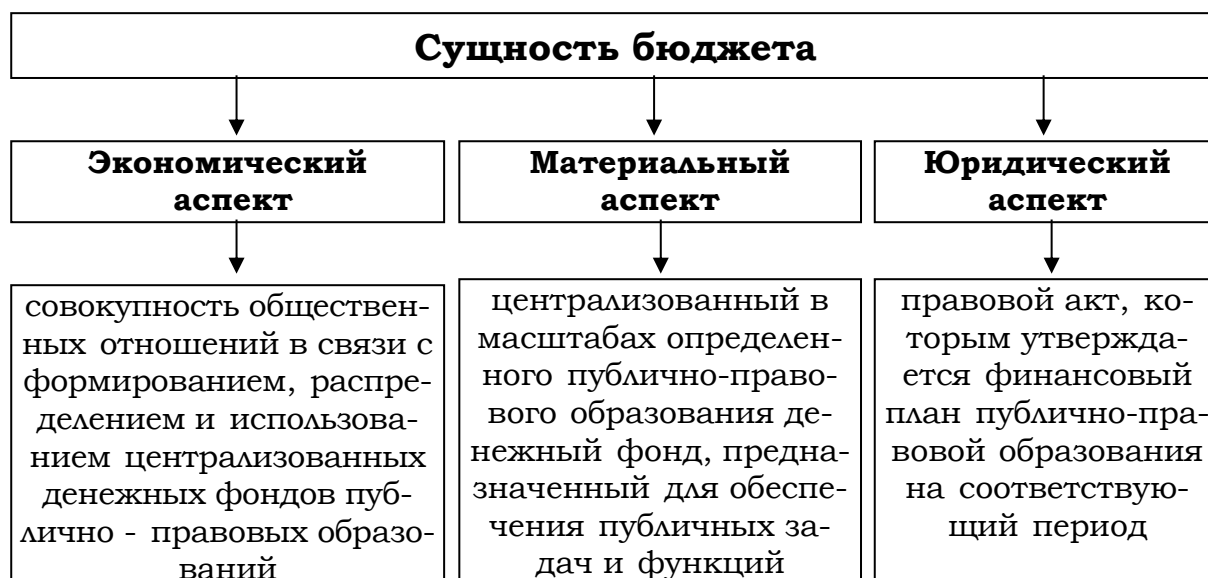 Сущность бюджета
Экономический
аспект
Материальный
аспект
Юридический
аспект
совокупность обществен-
ных отношений в связи с
формированием, распре-
делением и использова-
нием централизованных
денежных фондов пуб-
лично - правовых образо-
ваний
централизованный в
масштабах определен-
ного публично-право-
вого образования де-
нежный фонд, предна-
значенный для обеспе-
чения публичных за-
дач и функций
правовой акт, ко-
торым утвержда-
ется финансовый
план публично-пра-
вовой образования
на соответствую-
щий период